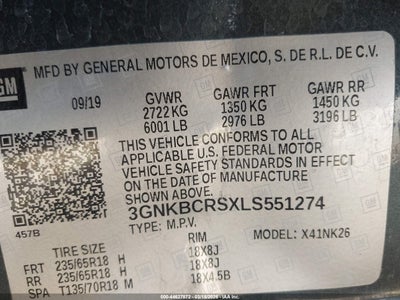 GM
MFD BY GENERAL MOTORS DE MEXICO, S. DE R.L. DE C.V.
09/19 GVWR GAWR FRT GAWR RR
2722 KG 1350 KG 1450 KG
6001 LB 2976 LB 3196 LB
THIS VEHICLE CONFORMS TO ALL
APPLICABLE U.S. FEDERAL MOTOR
VEHICLE SAFETY STANDARDS IN EFFECT ON
THE DATE OF MANUFACTURE SHOWN ABOVE.
457B 3GNKBCRSXLS551274
TYPE: M.P.V. MODEL: X41NK26
TIRE SIZE RIM
FRT 235/65R18 H 18X8J
RR 235/65R18 H 18X8J
SPA T135/70R18 M 18X4.5B